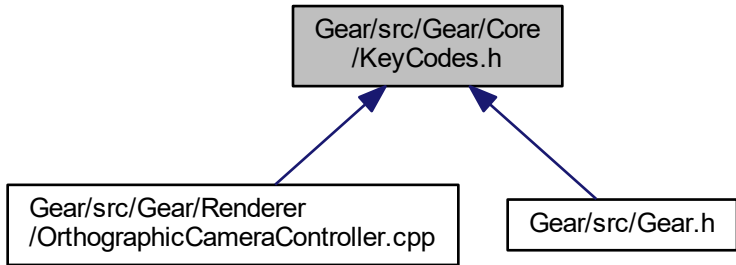 Gear/src/Gear/Core
/KeyCodes.h
Gear/src/Gear/Renderer
/OrthographicCameraController.cpp
Gear/src/Gear.h